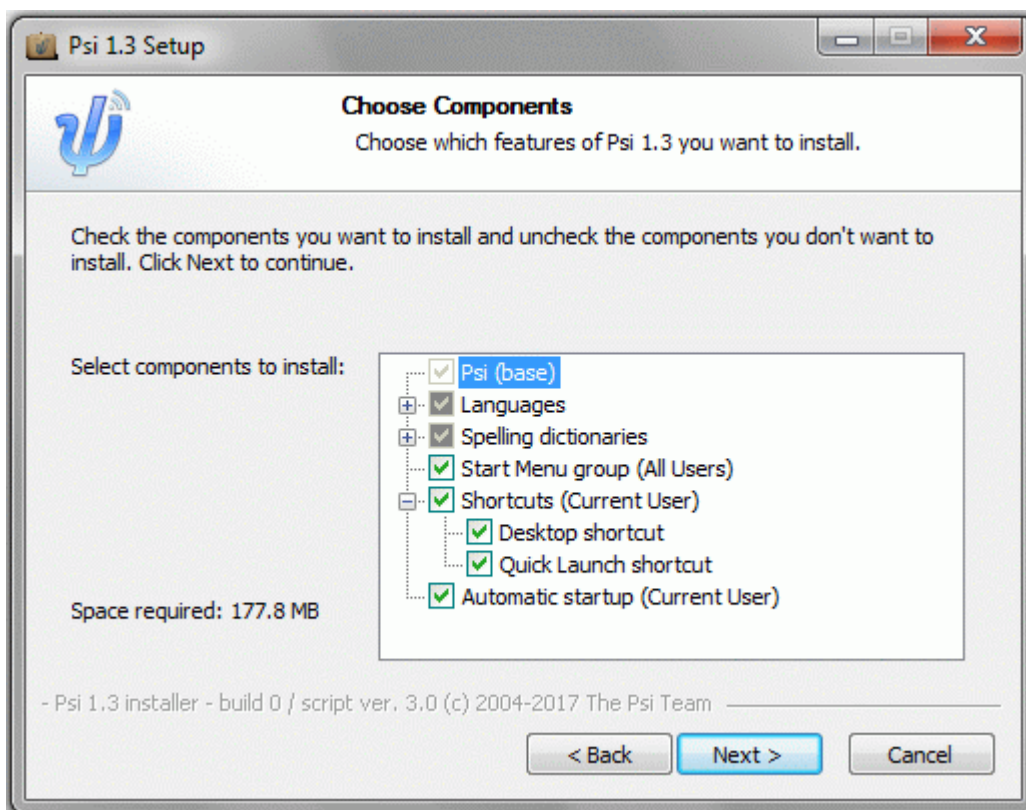 Psi 1.3 Setup
Choose Components
Choose which features of Psi 1.3 you want to install.
Check the components you want to install and uncheck the components you don't want to
install. Click Next to continue.
Select components to install:
Psi (base)
Languages
Spelling dictionaries
Start Menu group (All Users)
Shortcuts (Current User)
Desktop shortcut
Quick Launch shortcut
Automatic startup (Current User)
Space required: 177.8 MB
- Psi 1.3 installer - build 0 / script ver. 3.0 (c) 2004-2017 The Psi Team
< Back
Next >
Cancel